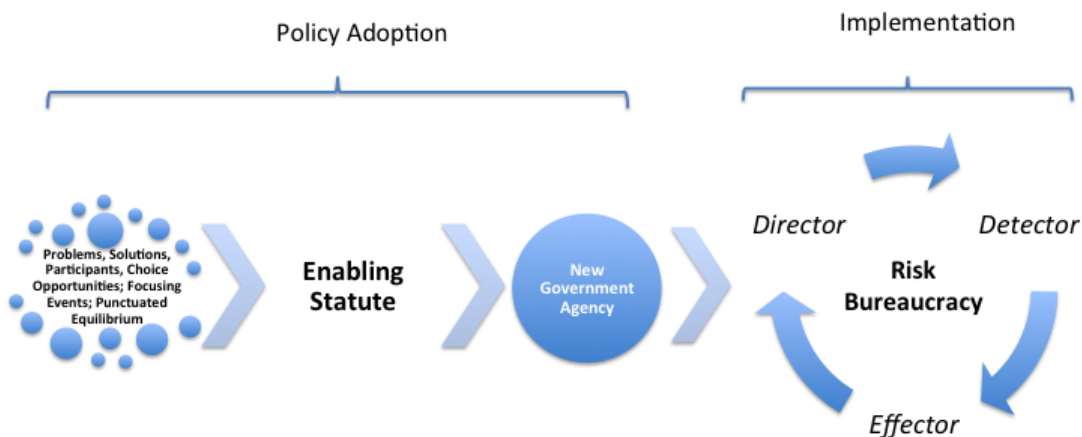 Policy Adoption
Implementation
Problems, Solutions,
Participants, Choice
Opportunities; Focusing
Events; Punctuated
Equilibrium
Enabling
Statute
New
Government
Agency
Director
Detector
Risk
Bureaucracy
Effector